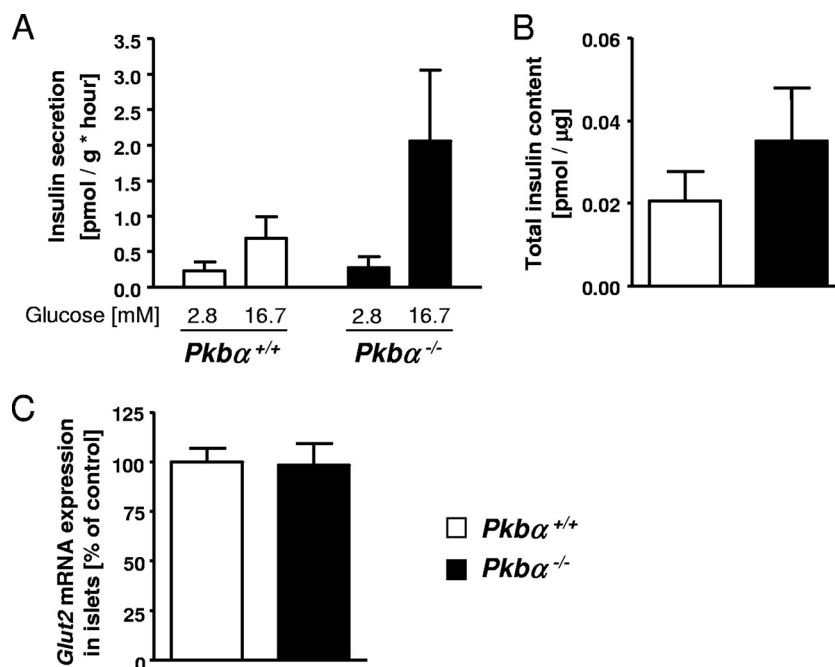 A
Insulin secretion
[pmol / g * hour]
3.5
3.0
2.5
2.0
1.5
1.0
0.5
0.0
Glucose [mM] 2.8 16.7 2.8 16.7
Pkbα +/+ Pkbα -/-
B
Total insulin content
[pmol / µg]
0.06
0.04
0.02
0.00
C
Glut2 mRNA expression
in islets [% of control]
125
100
75
50
25
0
Pkbα +/+
Pkbα -/-